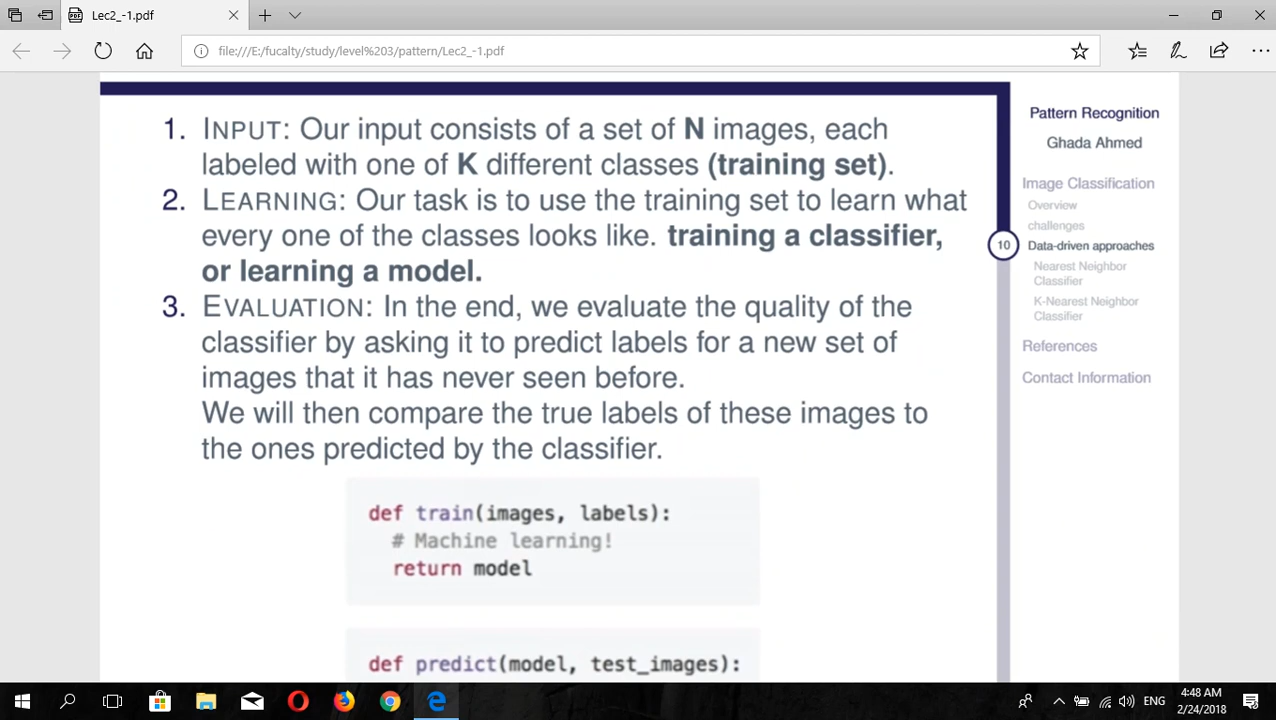 Lec2_-1.pdf
file:///E:/fucalty/study/level%203/pattern/Lec2_-1.pdf
1. INPUT: Our input consists of a set of N images, each
labeled with one of K different classes (training set).
2. LEARNING: Our task is to use the training set to learn what
every one of the classes looks like. training a classifier,
or learning a model.
3. EVALUATION: In the end, we evaluate the quality of the
classifier by asking it to predict labels for a new set of
images that it has never seen before.
We will then compare the true labels of these images to
the ones predicted by the classifier.
def train(images, labels):
# Machine learning!
return model
def predict(model, test_images):
Pattern Recognition
Ghada Ahmed
Image Classification
Overview
challenges
10
Data-driven approaches
Nearest Neighbor
Classifier
K-Nearest Neighbor
Classifier
References
Contact Information
ENG
4:48 AM
2/24/2018